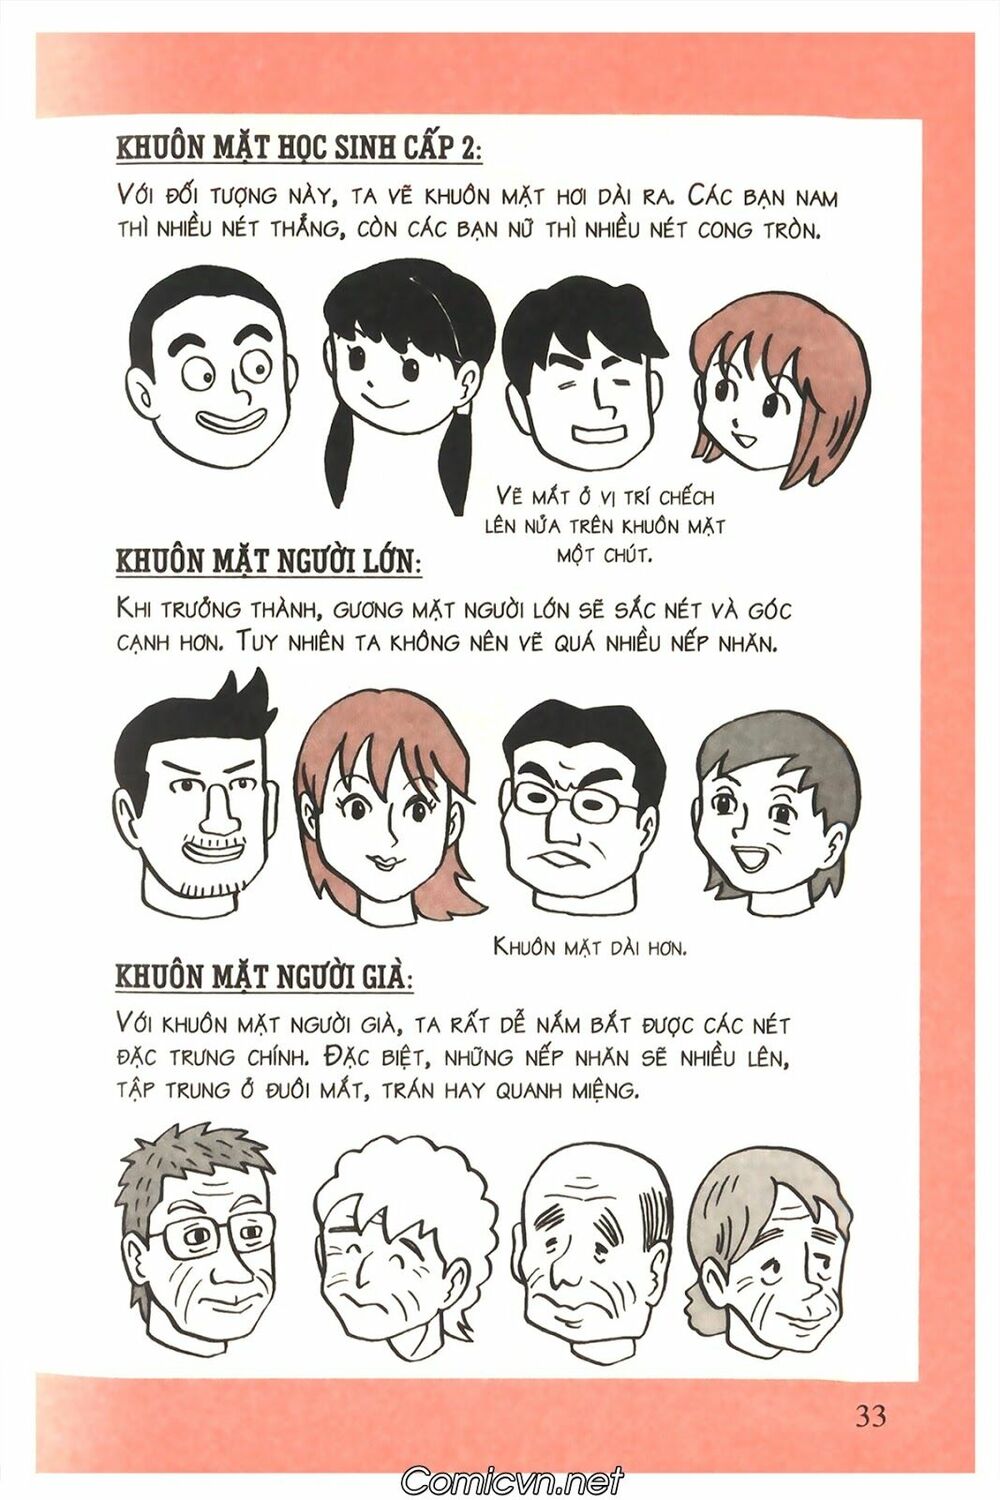 KHUÔN MẶT HỌC SINH CẤP 2:
VỚI ĐỐI TƯỢNG NÀY, TA VẼ KHUÔN MẶT HƠI DÀI RA. CÁC BẠN NAM
THÌ NHIỀU NÉT THẲNG, CÒN CÁC BẠN NỮ THÌ NHIỀU NÉT CONG TRÒN.
VẼ MẮT Ở VỊ TRÍ CHẾCH
LÊN NỬA TRÊN KHUÔN MẶT
MỘT CHÚT.
KHUÔN MẶT NGƯỜI LỚN:
KHI TRƯỞNG THÀNH, GƯƠNG MẶT NGƯỜI LỚN SẼ SẮC NÉT VÀ GÓC
CẠNH HƠN. TUY NHIÊN TA KHÔNG NÊN VẼ QUÁ NHIỀU NẾP NHĂN.
KHUÔN MẶT DÀI HƠN.
KHUÔN MẶT NGƯỜI GIÀ:
VỚI KHUÔN MẶT NGƯỜI GIÀ, TA RẤT DỄ NẮM BẮT ĐƯỢC CÁC NÉT
ĐẶC TRƯNG CHÍNH. ĐẶC BIỆT, NHỮNG NẾP NHĂN SẼ NHIỀU LÊN,
TẬP TRUNG Ở ĐUÔI MẮT, TRÁN HAY QUANH MIỆNG.
33
Comicvn.net